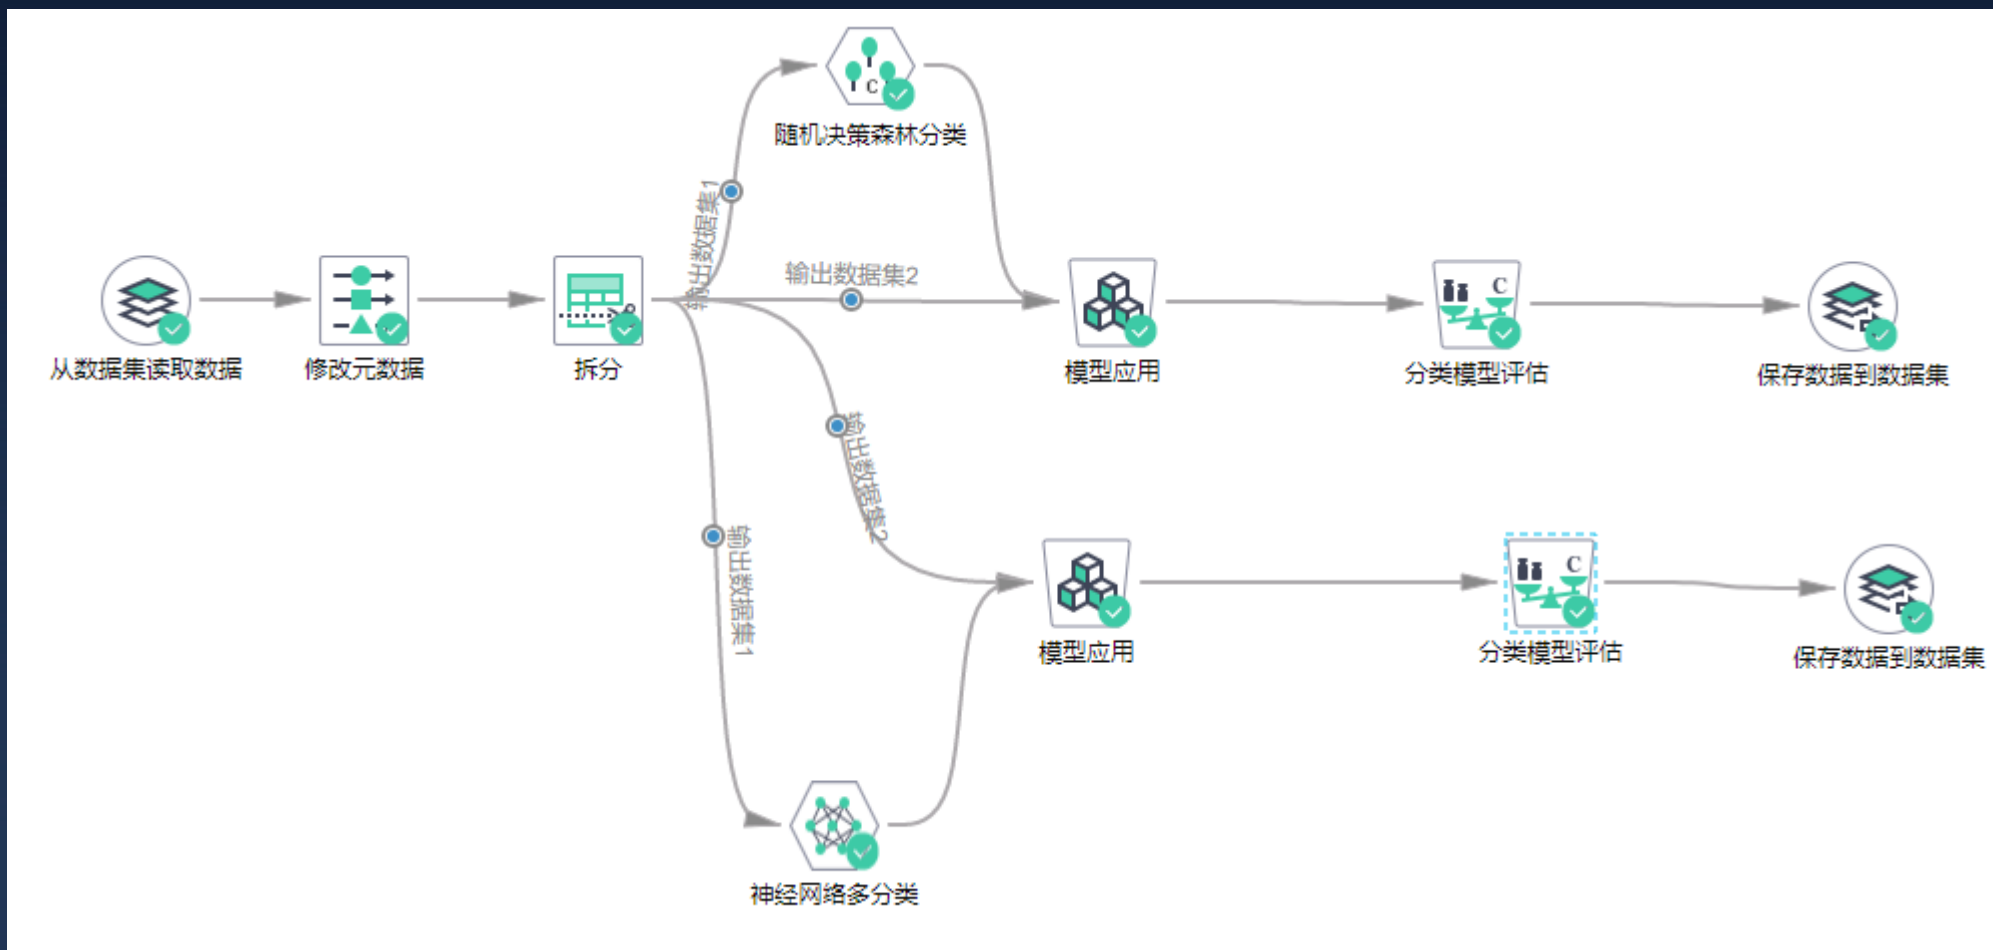 随机决策森林分类
输出数据集1
输出数据集2
从数据集读取数据
修改元数据
拆分
模型应用
分类模型评估
保存数据到数据集
输出数据集2
输出数据集1
模型应用
分类模型评估
保存数据到数据集
神经网络多分类
C
C
C